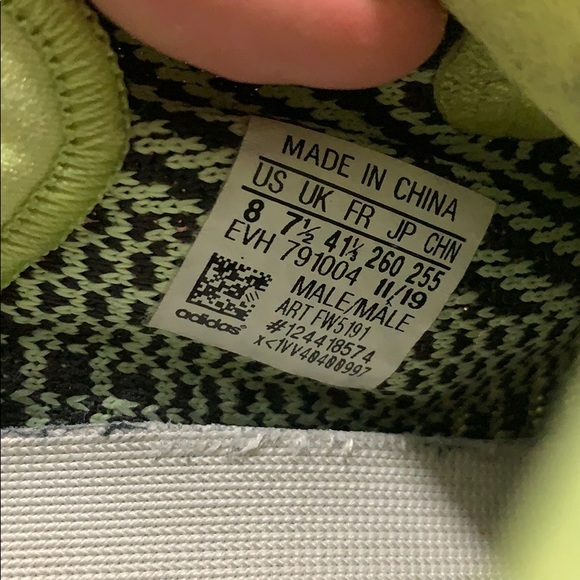 MADE IN CHINA
US UK FR JP CHN
8 7½ 41⅓ 260 255
EVH 791004 11/19
MALE/MÂLE
ART FW5191
#124418574
X<1VV40400997
adidas